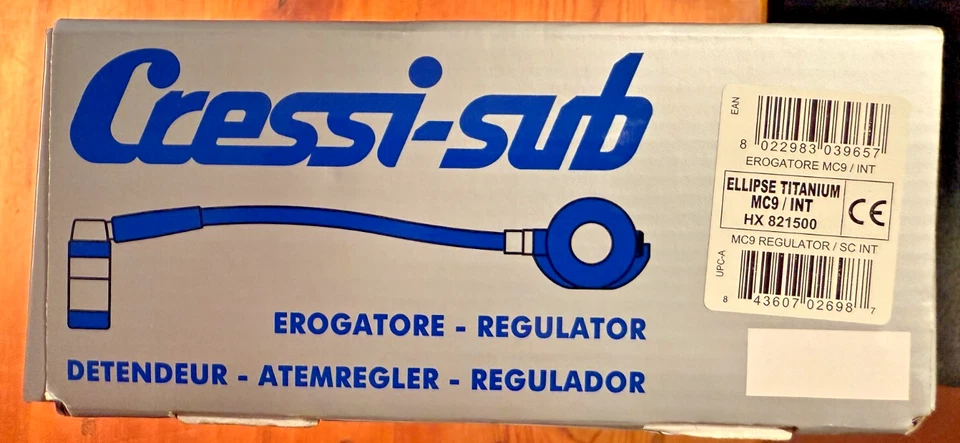 Cressi-sub
EROGATORE - REGULATOR
DETENDEUR - ATEMREGLER - REGULADOR
EAN
8 022983 039657
EROGATORE MC9 / INT
ELLIPSE TITANIUM
MC9 / INT
HX 821500
CE
MC9 REGULATOR / SC INT
UPC-A
8 43607 02698 7